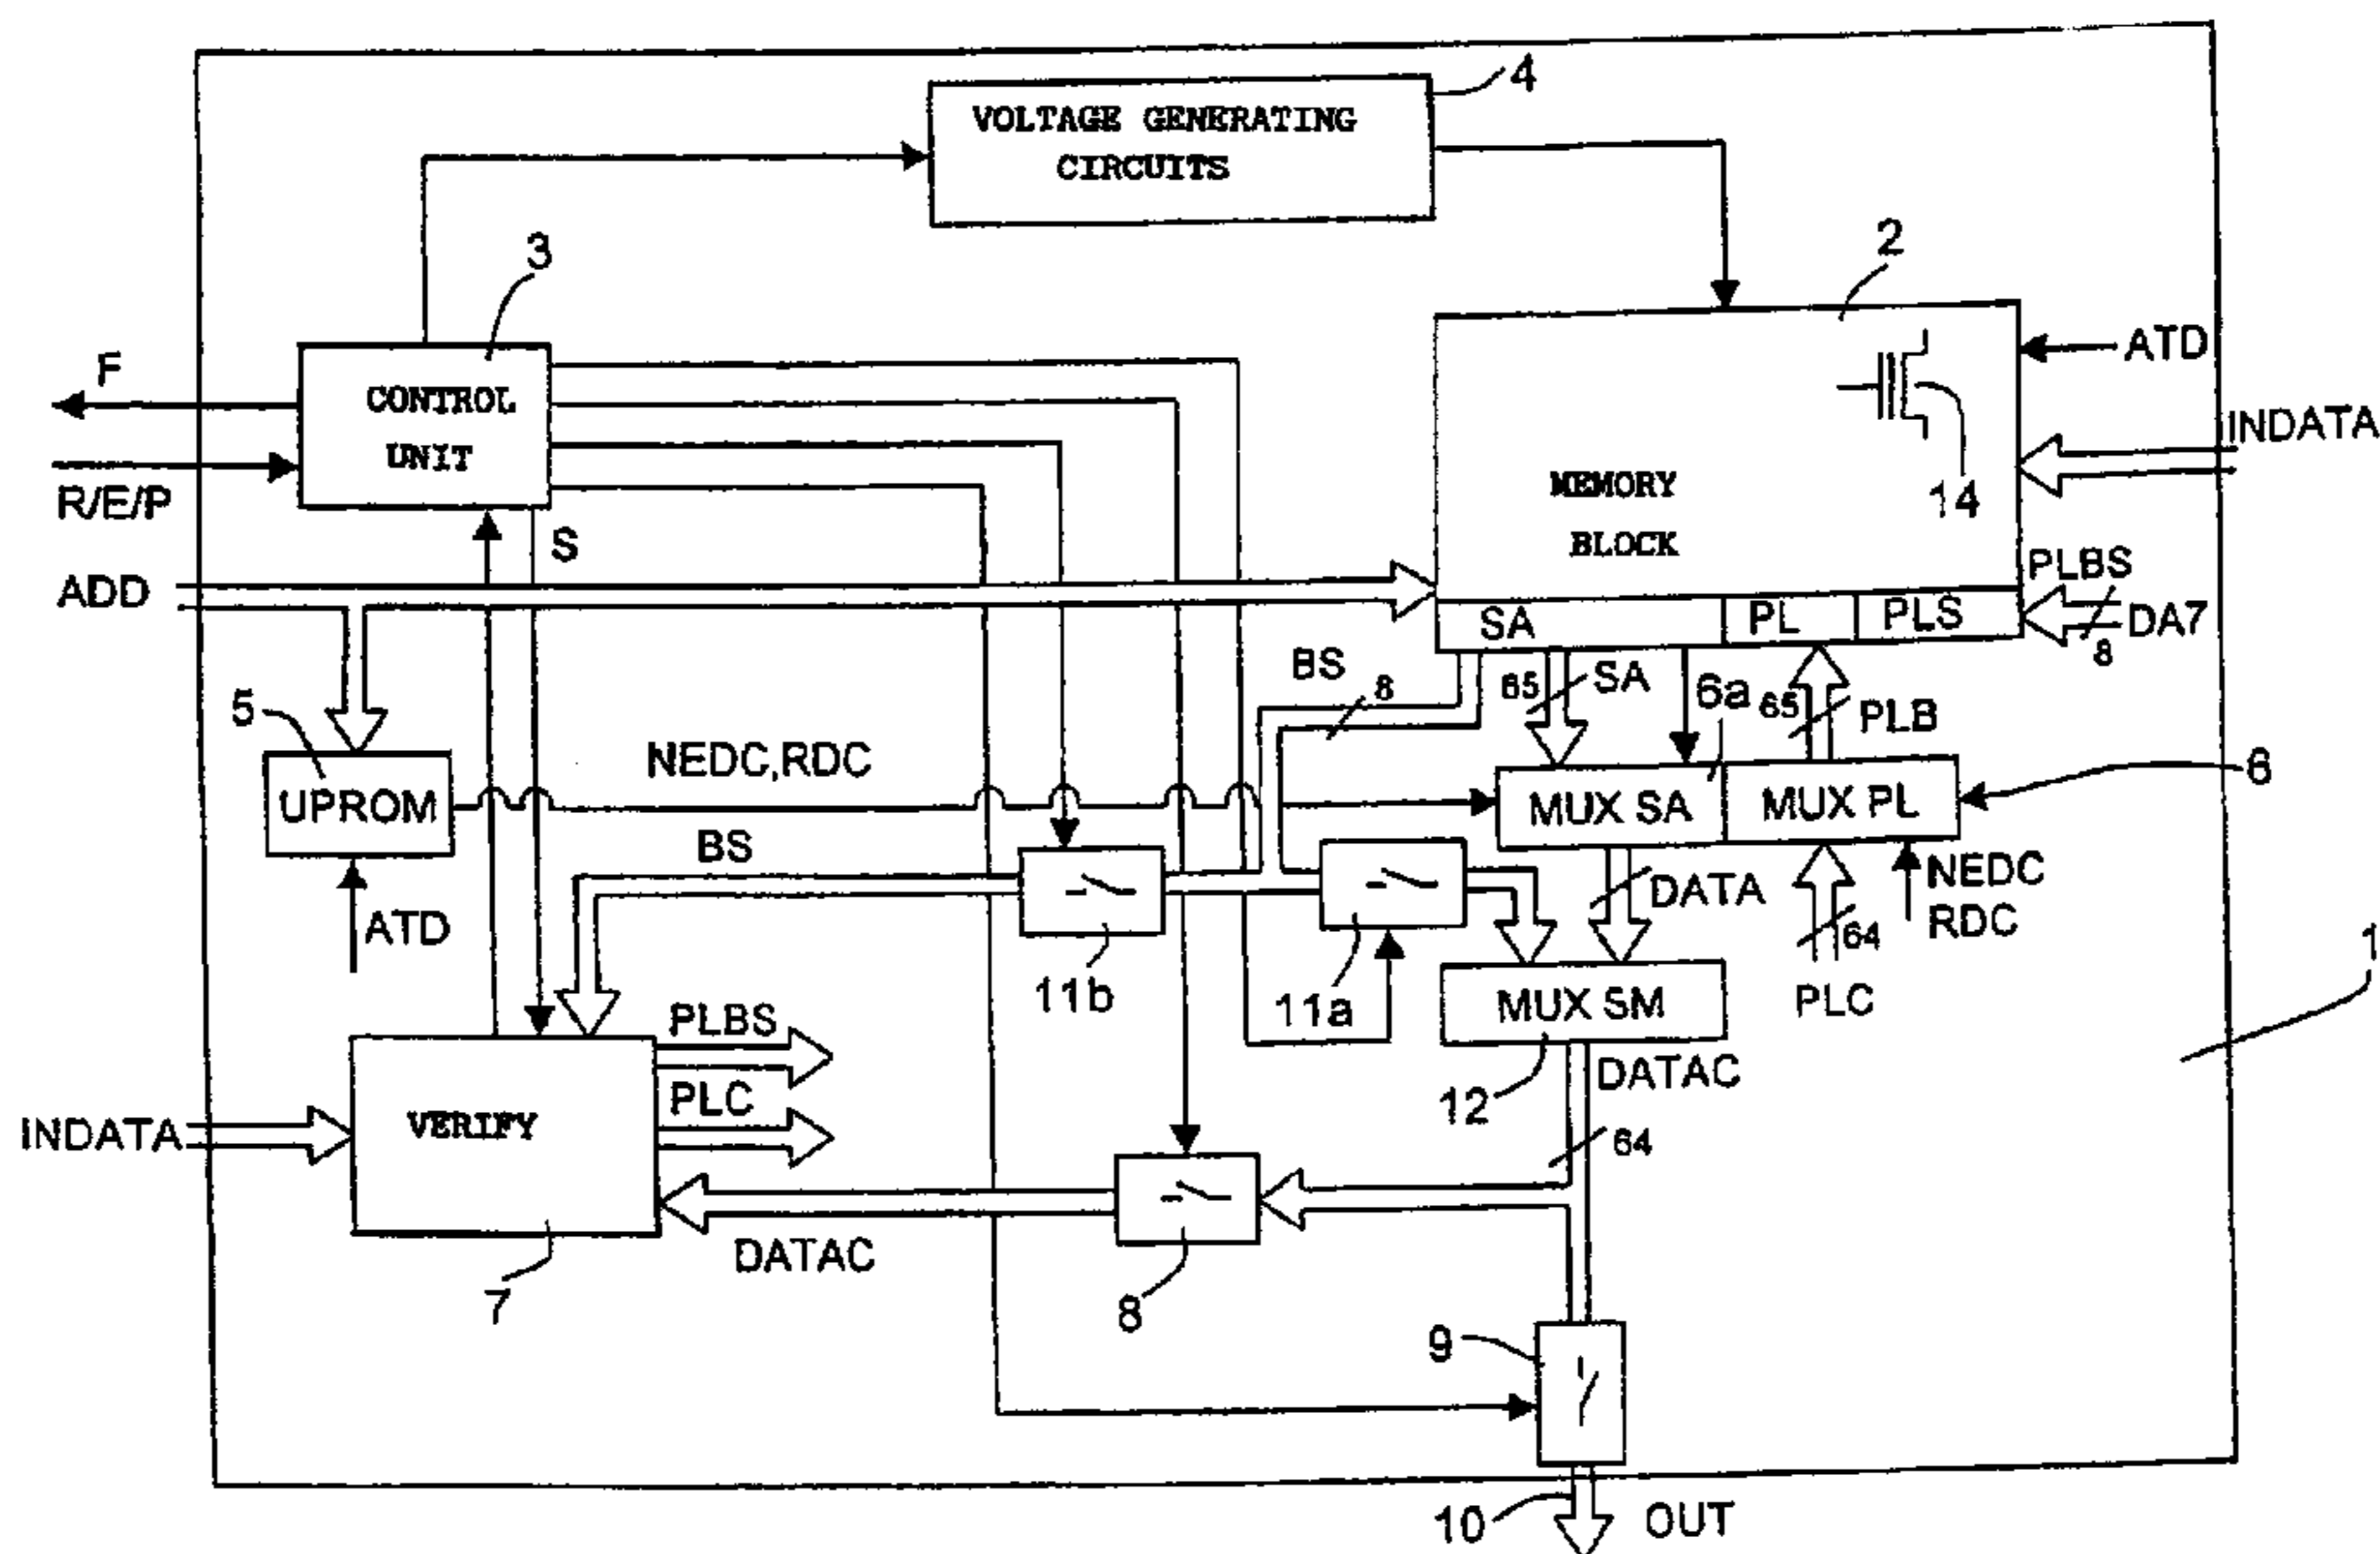 4
VOLTAGE GENERATING
CIRCUITS
3
2
F
CONTROL
UNIT
ATD
INDATA
R/E/P
14
MEMORY
BLOCK
S
ADD
PLBS
SA
PL
PLS
DA7
8
BS
8
65
SA
6a
65
PLB
5
NEDC,RDC
UPROM
MUX SA
MUX PL
6
BS
ATD
DATA
NEDC
RDC
64
PLC
11b
11a
MUX SM
1
PLBS
DATAC
12
PLC
INDATA
VERIFY
64
DATAC
7
8
9
10
OUT